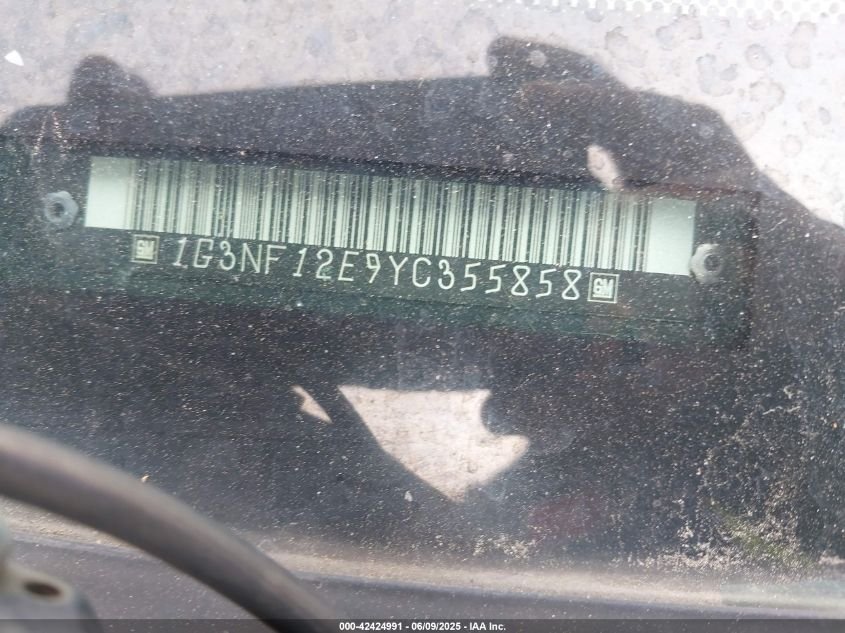 GM 1G3NF12E9YC355858 GM
000-42424991 - 06/09/2025 - IAA Inc.